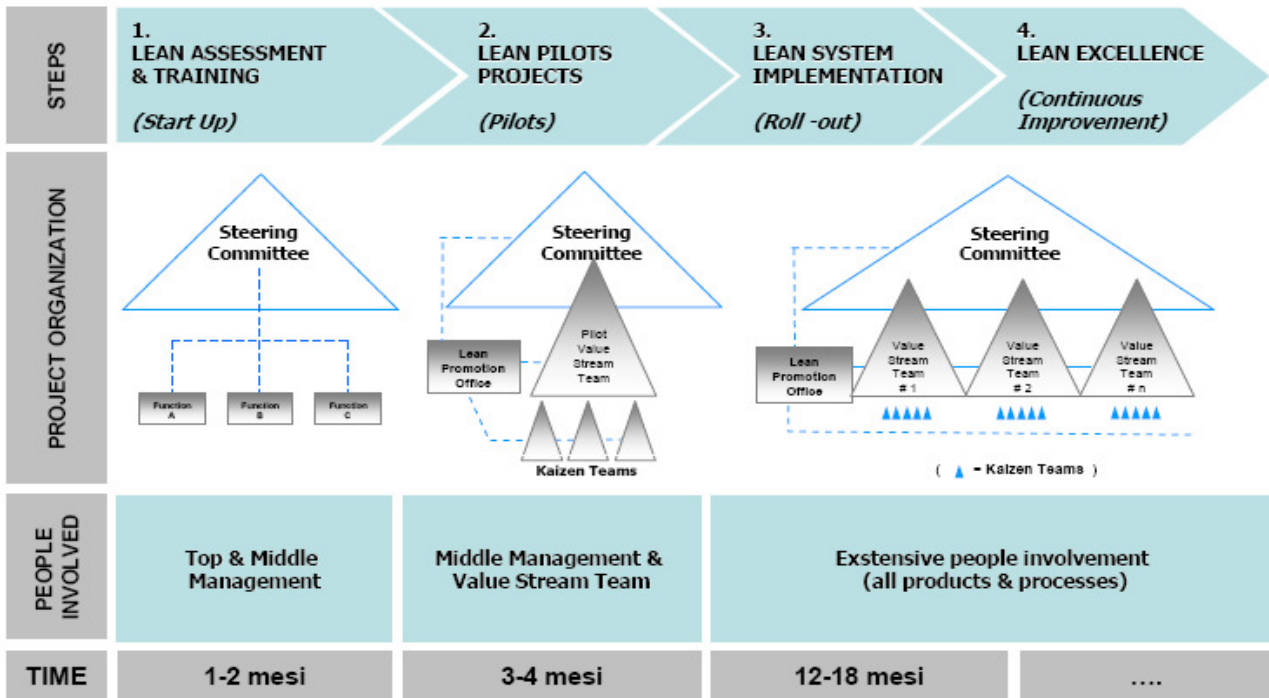 STEPS
1.
LEAN ASSESSMENT
& TRAINING
(Start Up)
2.
LEAN PILOTS
PROJECTS
(Pilots)
3.
LEAN SYSTEM
IMPLEMENTATION
(Roll -out)
4.
LEAN EXCELLENCE
(Continuous
Improvement)
PROJECT ORGANIZATION
Steering
Committee
Function
A
Function
B
Function
C
Steering
Committee
Pilot
Value
Stream
Team
Lean
Promotion
Office
Kaizen Teams
Steering
Committee
Lean
Promotion
Office
Value
Stream
Team
# 1
Value
Stream
Team
# 2
Value
Stream
Team
# n
( = Kaizen Teams )
PEOPLE
INVOLVED
Top & Middle
Management
Middle Management &
Value Stream Team
Exstensive people involvement
(all products & processes)
TIME
1-2 mesi
3-4 mesi
12-18 mesi
....